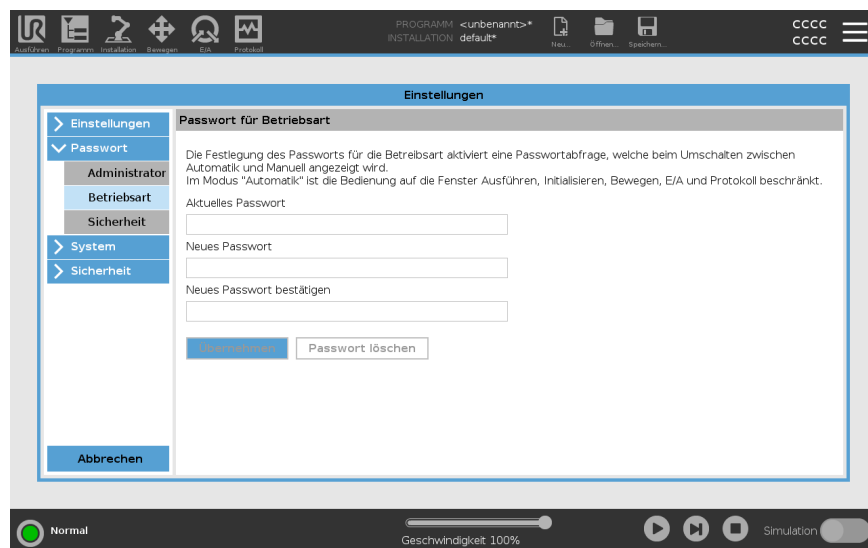 PROGRAMM <unbenannt>*
INSTALLATION default*
Ausführen Programm Installation Bewegen E/A Protokoll
Neu... Öffnen... Speichern...
CCCC
CCCC
Einstellungen
Einstellungen
Passwort
Administrator
Betriebsart
Sicherheit
System
Sicherheit
Abbrechen
Passwort für Betriebsart
Die Festlegung des Passworts für die Betreibsart aktiviert eine Passwortabfrage, welche beim Umschalten zwischen
Automatik und Manuell angezeigt wird.
Im Modus "Automatik" ist die Bedienung auf die Fenster Ausführen, Initialisieren, Bewegen, E/A und Protokoll beschränkt.
Aktuelles Passwort
Neues Passwort
Neues Passwort bestätigen
Übernehmen Passwort löschen
Normal
Geschwindigkeit 100%
Simulation